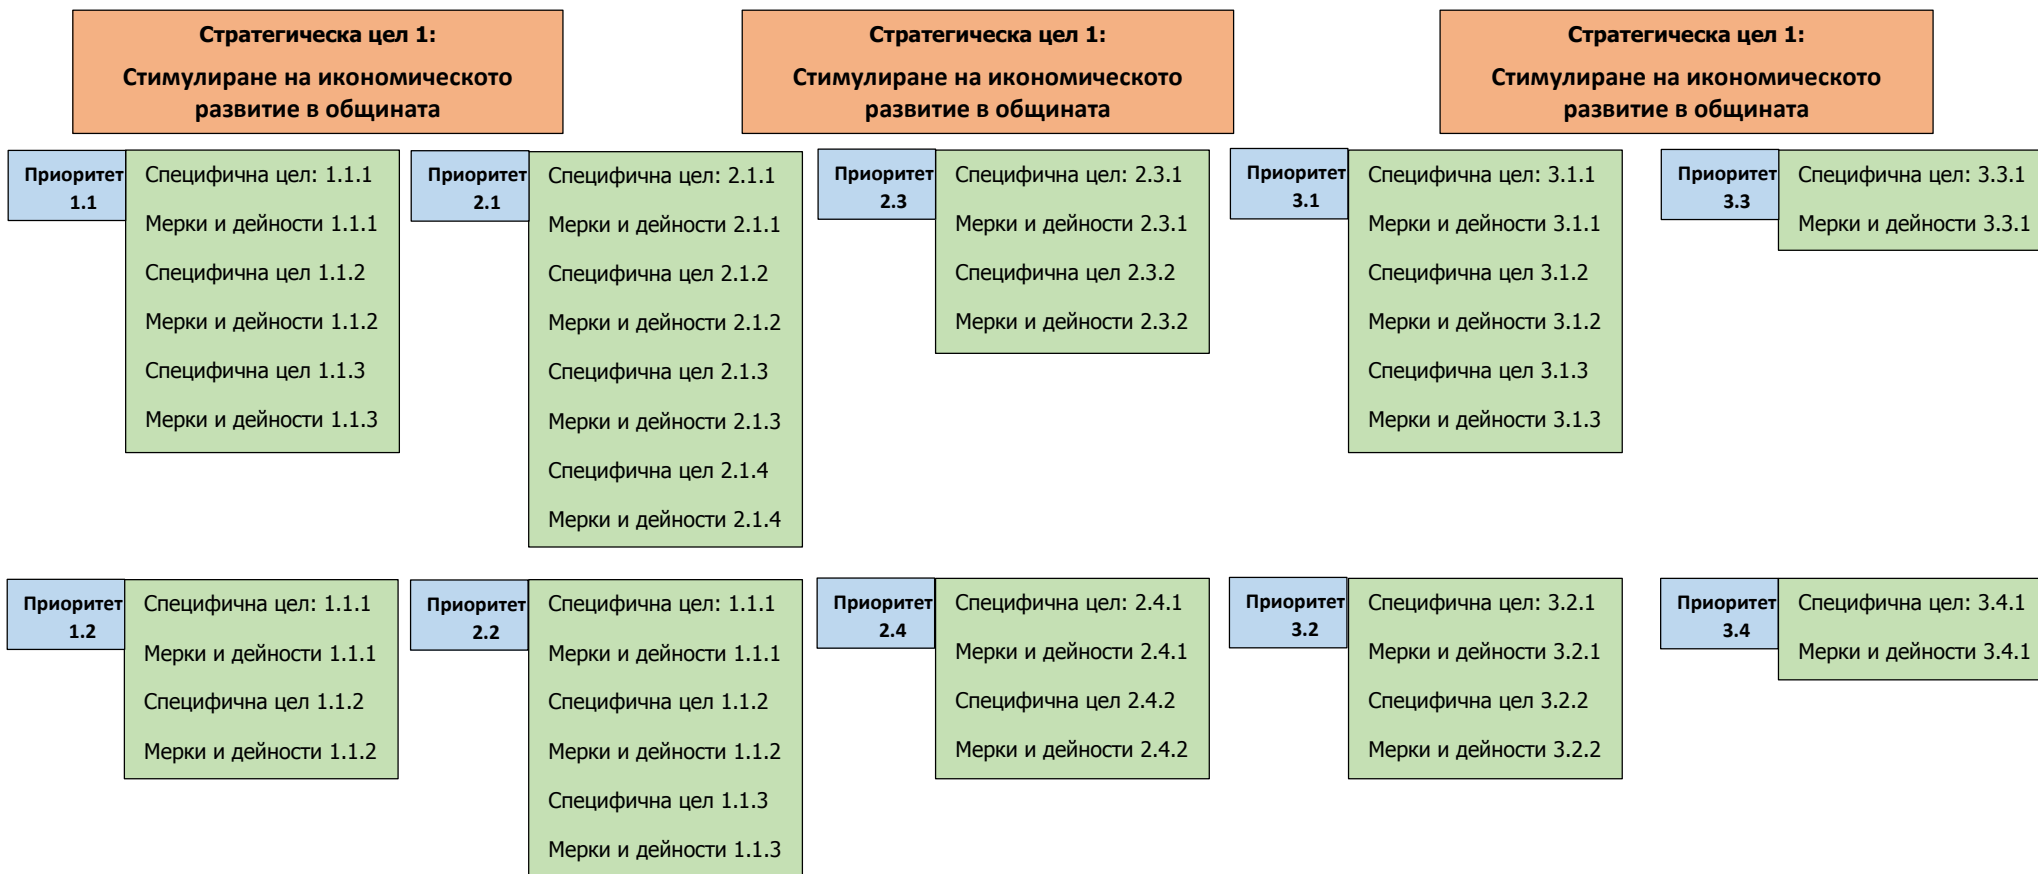 Стратегическа цел 1:
Стимулиране на икономическото
развитие в общината
Стратегическа цел 1:
Стимулиране на икономическото
развитие в общината
Стратегическа цел 1:
Стимулиране на икономическото
развитие в общината
Приоритет
1.1
Специфична цел: 1.1.1
Мерки и дейности 1.1.1
Специфична цел 1.1.2
Мерки и дейности 1.1.2
Специфична цел 1.1.3
Мерки и дейности 1.1.3
Приоритет
2.1
Специфична цел: 2.1.1
Мерки и дейности 2.1.1
Специфична цел 2.1.2
Мерки и дейности 2.1.2
Специфична цел 2.1.3
Мерки и дейности 2.1.3
Специфична цел 2.1.4
Мерки и дейности 2.1.4
Приоритет
2.3
Специфична цел: 2.3.1
Мерки и дейности 2.3.1
Специфична цел 2.3.2
Мерки и дейности 2.3.2
Приоритет
3.1
Специфична цел: 3.1.1
Мерки и дейности 3.1.1
Специфична цел 3.1.2
Мерки и дейности 3.1.2
Специфична цел 3.1.3
Мерки и дейности 3.1.3
Приоритет
3.3
Специфична цел: 3.3.1
Мерки и дейности 3.3.1
Приоритет
1.2
Специфична цел: 1.1.1
Мерки и дейности 1.1.1
Специфична цел 1.1.2
Мерки и дейности 1.1.2
Приоритет
2.2
Специфична цел: 1.1.1
Мерки и дейности 1.1.1
Специфична цел 1.1.2
Мерки и дейности 1.1.2
Специфична цел 1.1.3
Мерки и дейности 1.1.3
Приоритет
2.4
Специфична цел: 2.4.1
Мерки и дейности 2.4.1
Специфична цел 2.4.2
Мерки и дейности 2.4.2
Приоритет
3.2
Специфична цел: 3.2.1
Мерки и дейности 3.2.1
Специфична цел 3.2.2
Мерки и дейности 3.2.2
Приоритет
3.4
Специфична цел: 3.4.1
Мерки и дейности 3.4.1